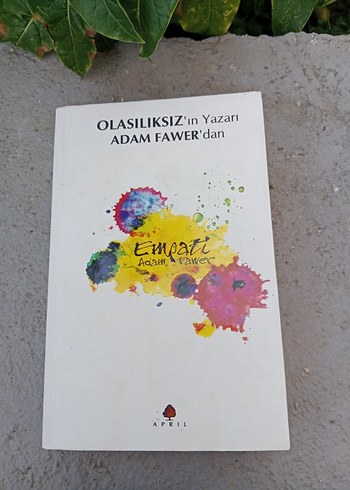 OLASILIKSIZ'ın Yazarı
ADAM FAWER'dan
Empati
Adam Fawer
APRIL